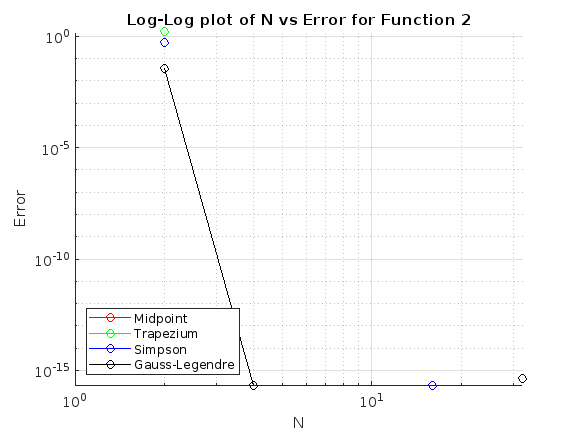 Log-Log plot of N vs Error for Function 2
Error
10^0
10^-5
10^-10
10^-15
Midpoint
Trapezium
Simpson
Gauss-Legendre
10^0
10^1
N